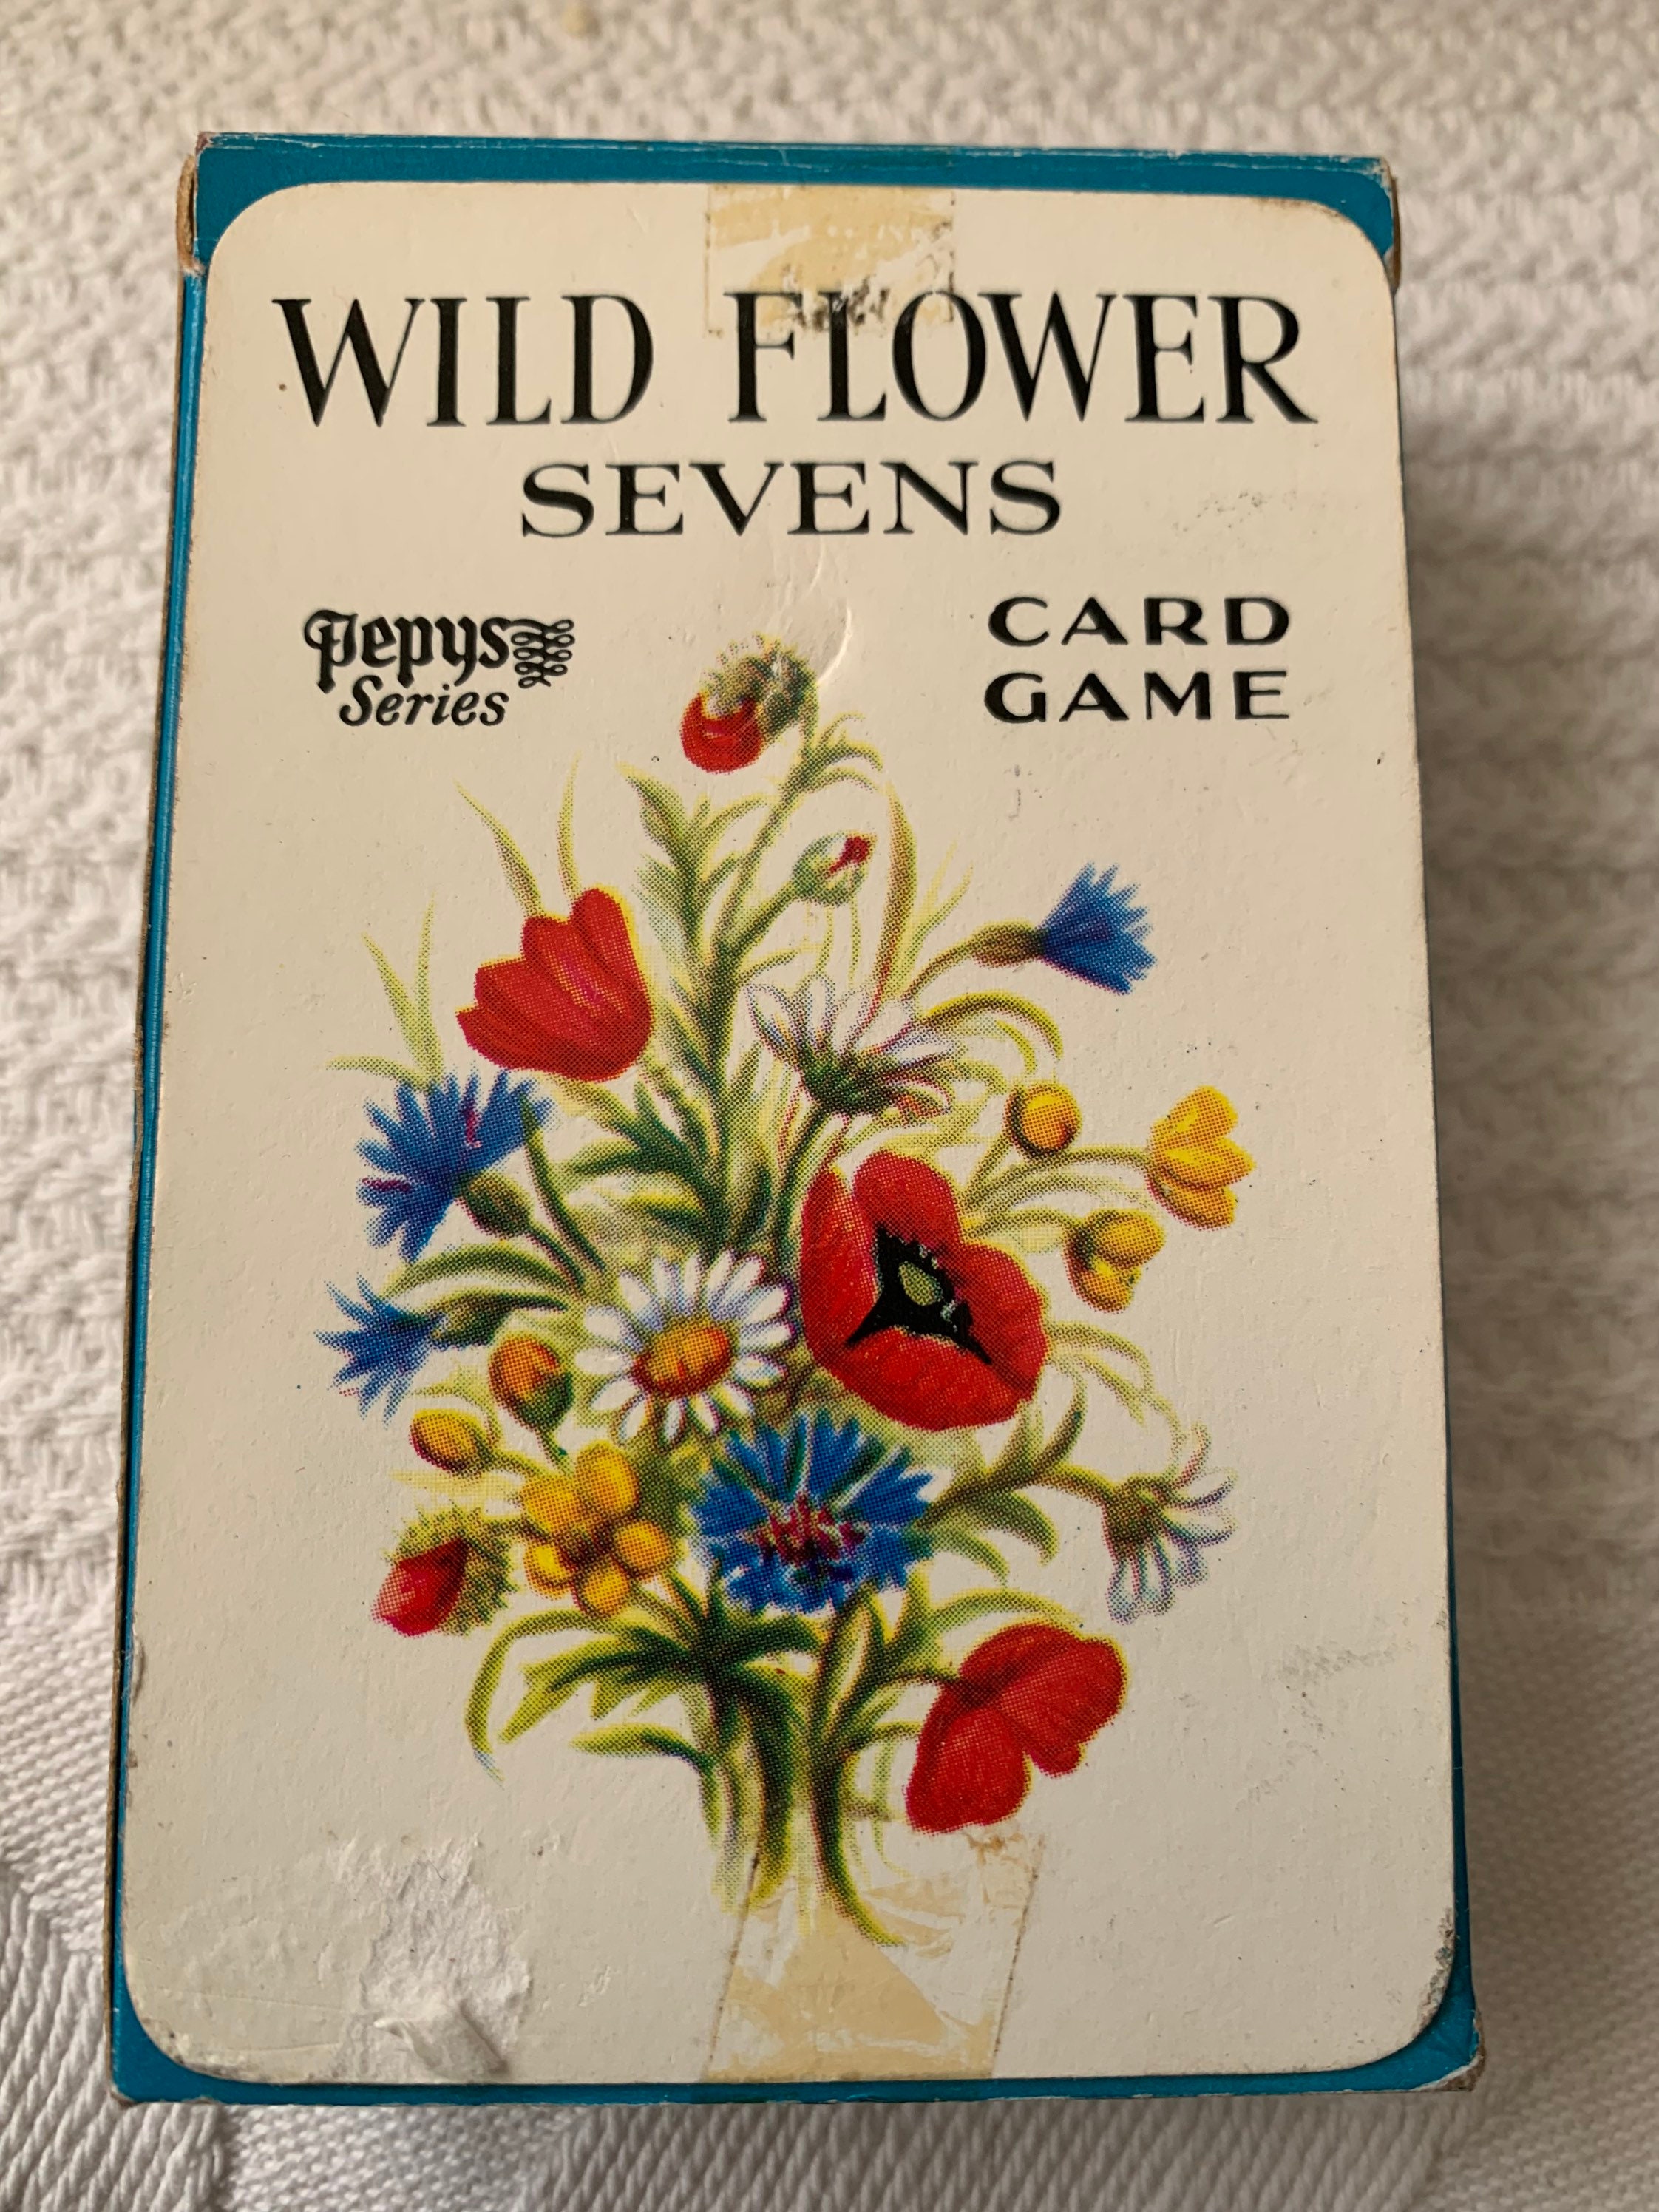 WILD FLOWER
SEVENS
Pepys
Series
CARD
GAME